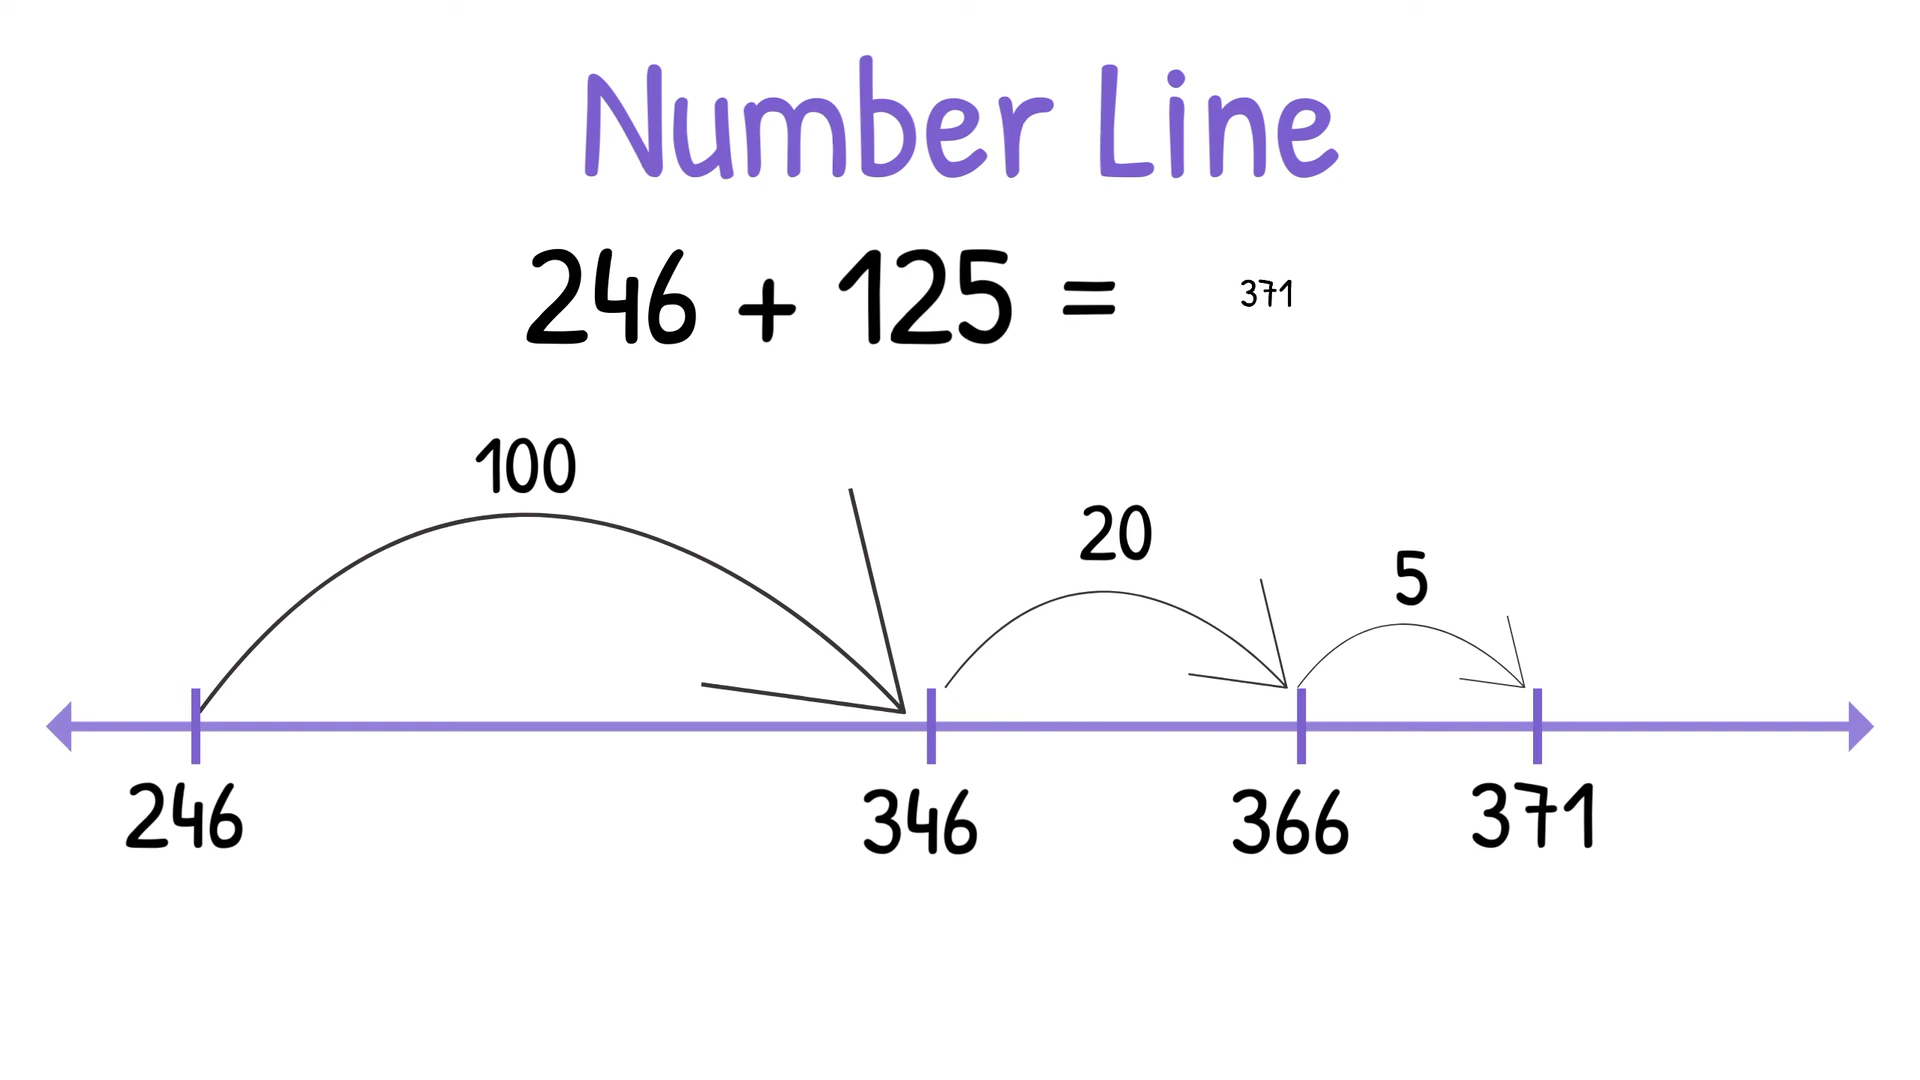 Number Line
246 + 125 = 371
100
20
5
246 346 366 371